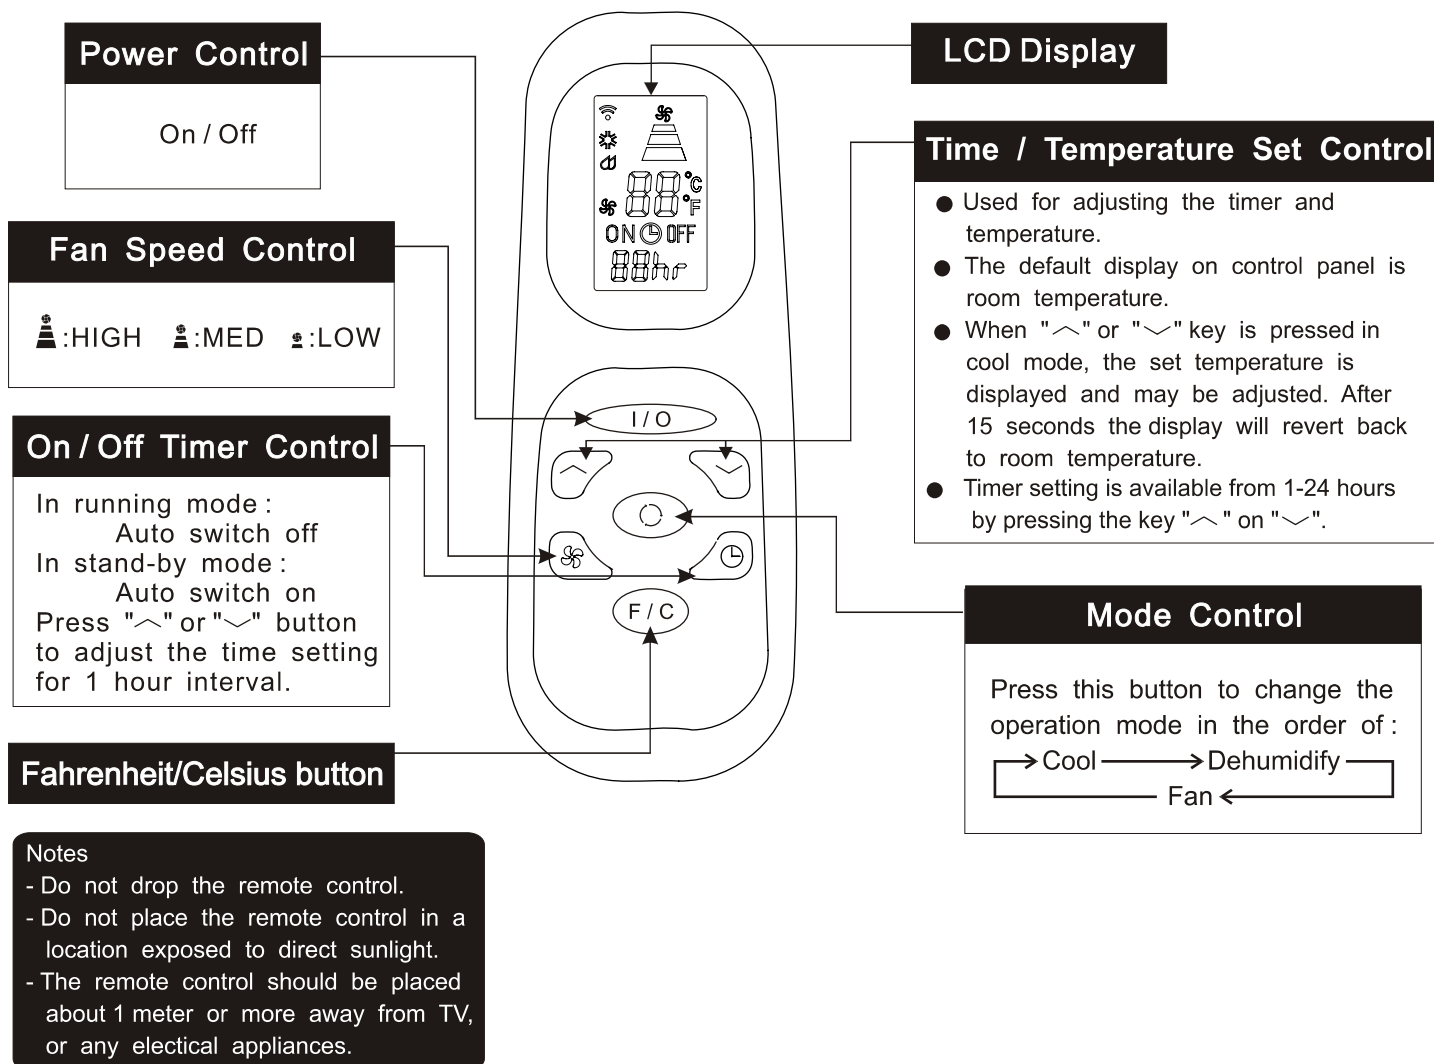 Power Control
On / Off
Fan Speed Control
:HIGH :MED :LOW
On / Off Timer Control
In running mode :
Auto switch off
In stand-by mode :
Auto switch on
Press "︿" or "﹀" button
to adjust the time setting
for 1 hour interval.
Fahrenheit/Celsius button
Notes
- Do not drop the remote control.
- Do not place the remote control in a
location exposed to direct sunlight.
- The remote control should be placed
about 1 meter or more away from TV,
or any electical appliances.
88 °C
°F
ON OFF
88hr
I / O
F / C
LCD Display
Time / Temperature Set Control
● Used for adjusting the timer and
temperature.
● The default display on control panel is
room temperature.
● When "︿" or "﹀" key is pressed in
cool mode, the set temperature is
displayed and may be adjusted. After
15 seconds the display will revert back
to room temperature.
● Timer setting is available from 1-24 hours
by pressing the key "︿" on "﹀".
Mode Control
Press this button to change the
operation mode in the order of :
Cool Dehumidify
Fan